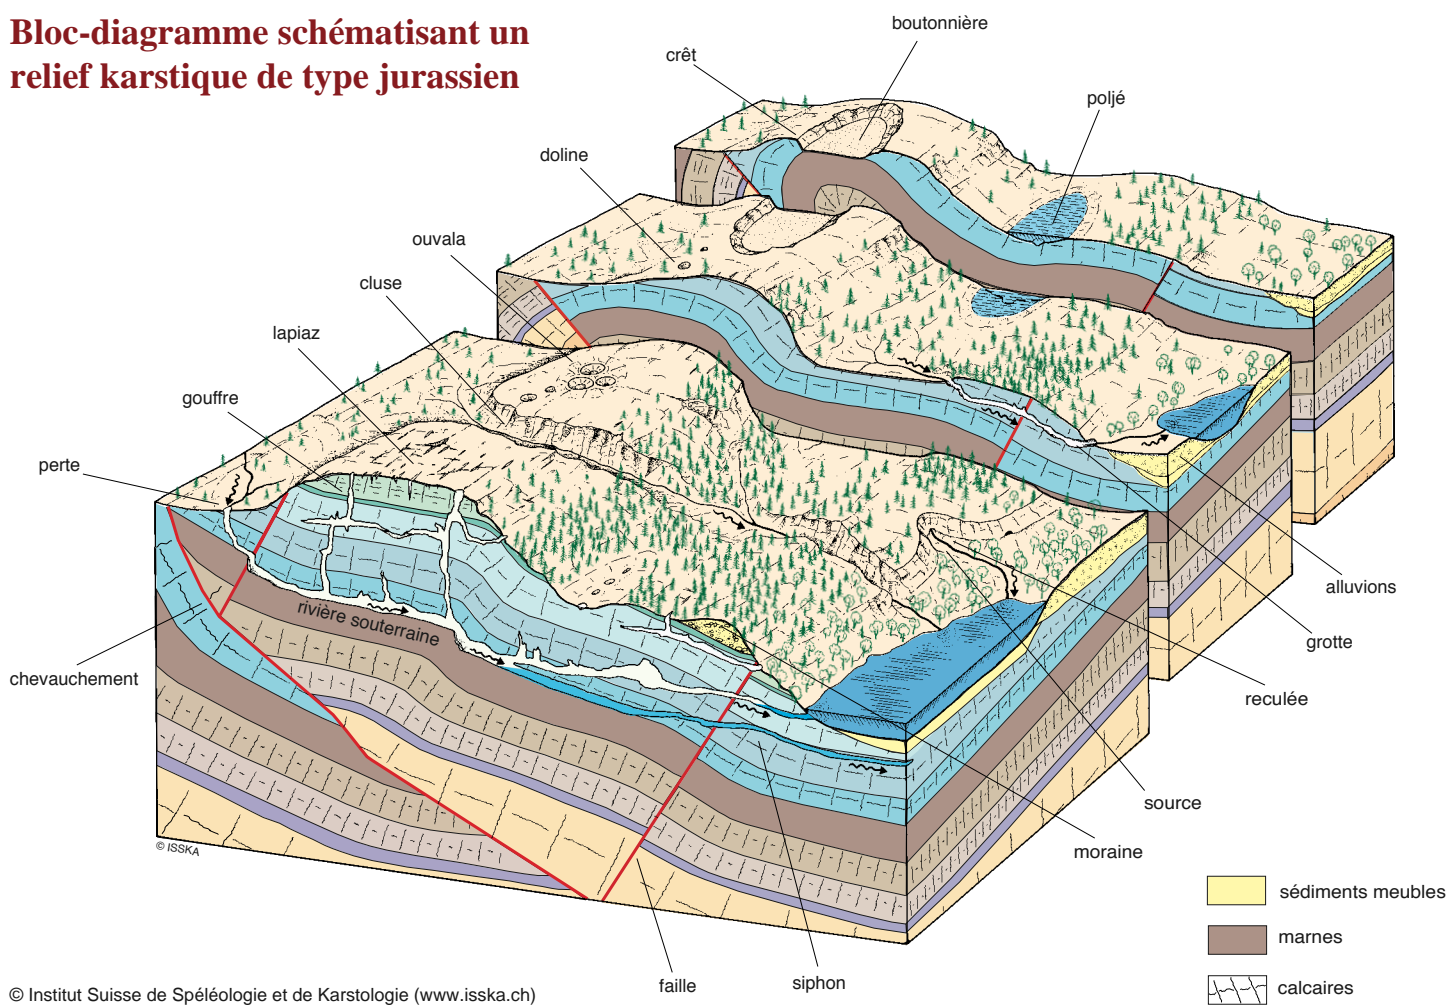 Bloc-diagramme schématisant un
relief karstique de type jurassien
boutonnière
crêt
poljé
doline
ouvala
cluse
lapiaz
gouffre
perte
rivière souterraine
chevauchement
alluvions
grotte
reculée
source
moraine
siphon
faille
© ISSKA
sédiments meubles
marnes
calcaires
© Institut Suisse de Spéléologie et de Karstologie (www.isska.ch)